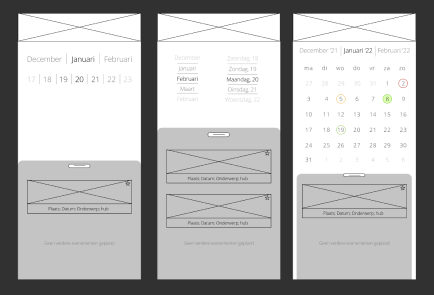 December | Januari | Februari
17 | 18 | 19 | 20 | 21 | 22 | 23
Plaats; Datum; Onderwerp; hub
Geen verdere evenementen gepland
December
Januari
Februari
Maart
Februari
Zaterdag, 18
Zondag, 19
Maandag, 20
Dinsdag, 21
Woensdag, 22
Plaats; Datum; Onderwerp; hub
Plaats; Datum; Onderwerp; hub
Geen verdere evenementen gepland
December '21 | Januari '22 | Februari '22
ma di wo do vr za zo
27 28 29 30 31 1 2
3 4 5 6 7 8 9
10 11 12 13 14 15 16
17 18 19 20 21 22 23
24 25 26 27 28 29 30
31 1 2 3 4 5 6
Plaats; Datum; Onderwerp; hub
Geen verdere evenementen gepland